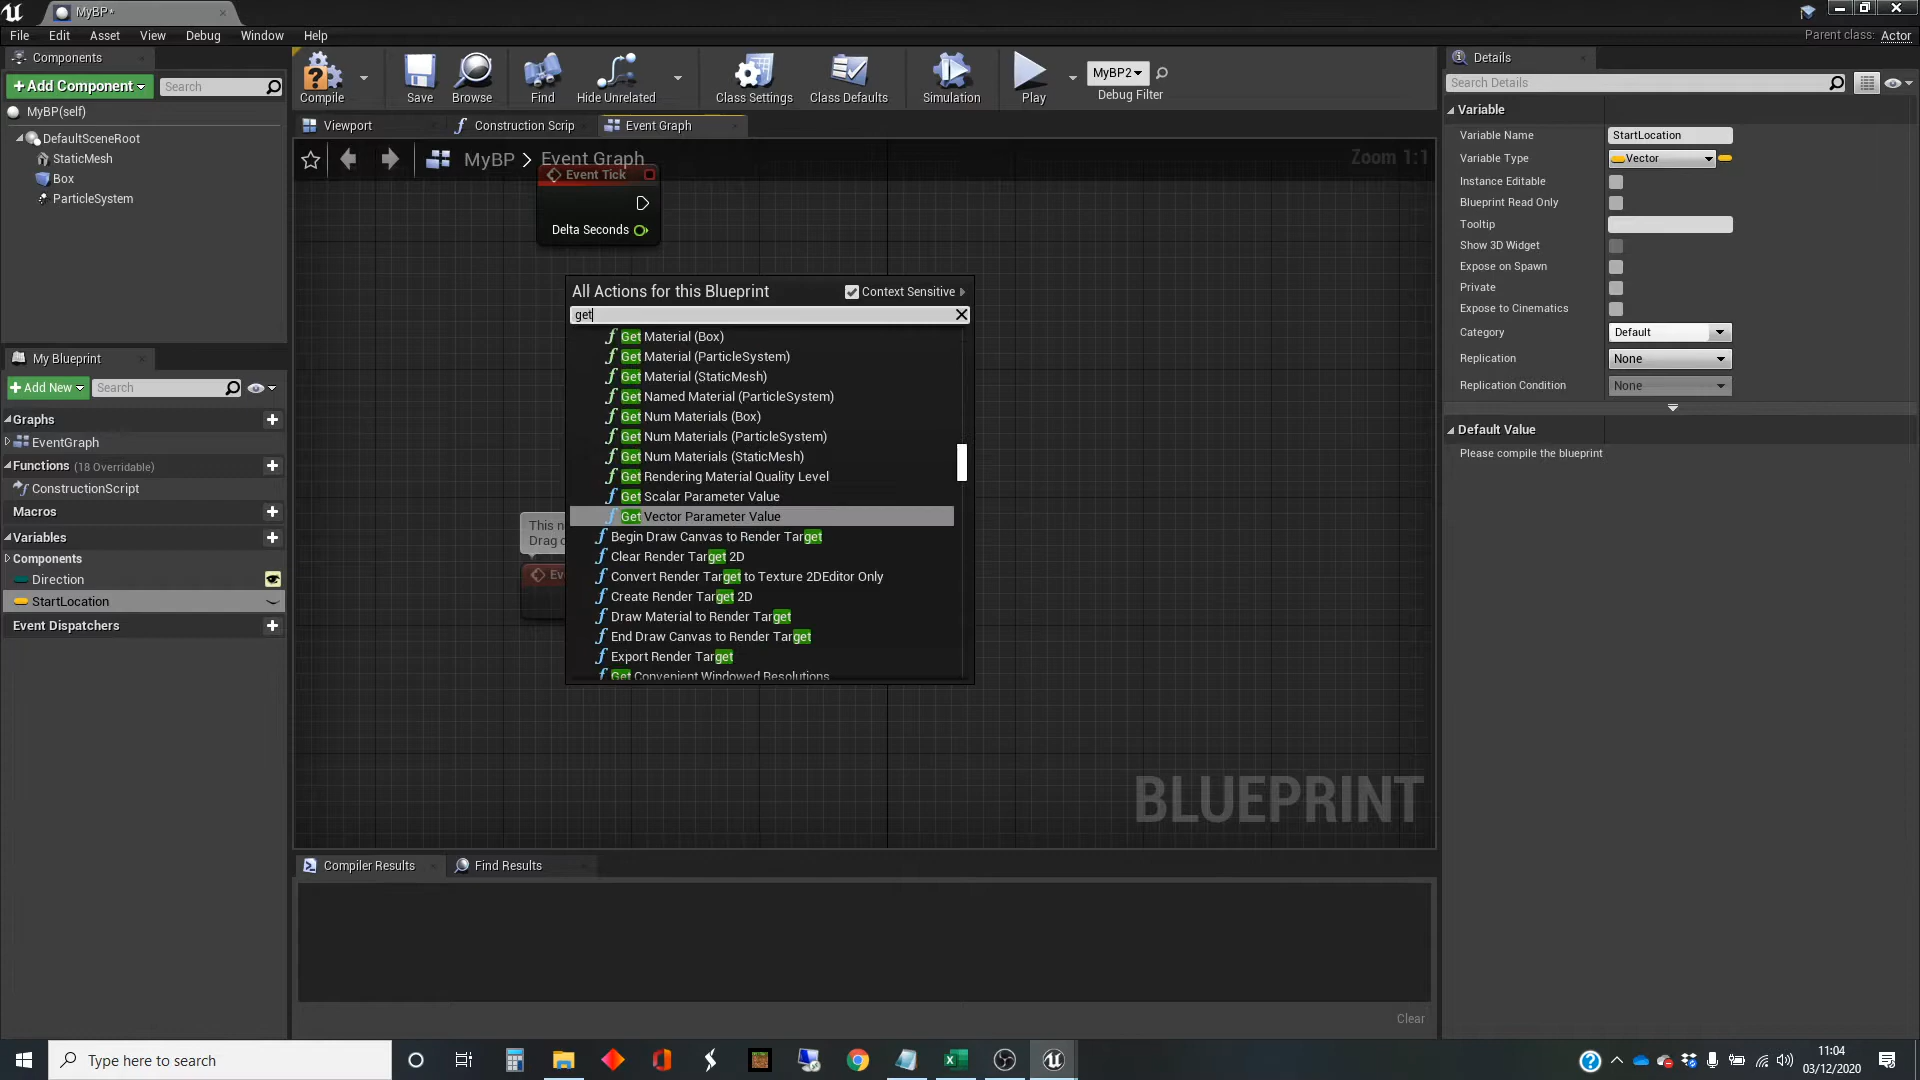 MyBP*
File Edit Asset View Debug Window Help
Parent class: Actor
Components
+Add Component
Search
MyBP(self)
DefaultSceneRoot
StaticMesh
Box
ParticleSystem
My Blueprint
+Add New
Search
Graphs
EventGraph
Functions (18 Overridable)
ConstructionScript
Macros
Variables
Components
Direction
StartLocation
Event Dispatchers
Compile
Save
Browse
Find
Hide Unrelated
Class Settings
Class Defaults
Simulation
Play
MyBP2
Debug Filter
Viewport
Construction Scrip
Event Graph
MyBP > Event Graph
Zoom 1:1
Event Tick
Delta Seconds
All Actions for this Blueprint
Context Sensitive
get
Get Material (Box)
Get Material (ParticleSystem)
Get Material (StaticMesh)
Get Named Material (ParticleSystem)
Get Num Materials (Box)
Get Num Materials (ParticleSystem)
Get Num Materials (StaticMesh)
Get Rendering Material Quality Level
Get Scalar Parameter Value
Get Vector Parameter Value
Begin Draw Canvas to Render Target
Clear Render Target 2D
Convert Render Target to Texture 2DEditor Only
Create Render Target 2D
Draw Material to Render Target
End Draw Canvas to Render Target
Export Render Target
Get Convenient Windowed Resolutions
This n
Drag o
Ev
BLUEPRINT
Compiler Results
Find Results
Clear
Details
Search Details
Variable
Variable Name StartLocation
Variable Type Vector
Instance Editable
Blueprint Read Only
Tooltip
Show 3D Widget
Expose on Spawn
Private
Expose to Cinematics
Category Default
Replication None
Replication Condition None
Default Value
Please compile the blueprint
Type here to search
11:04
03/12/2020